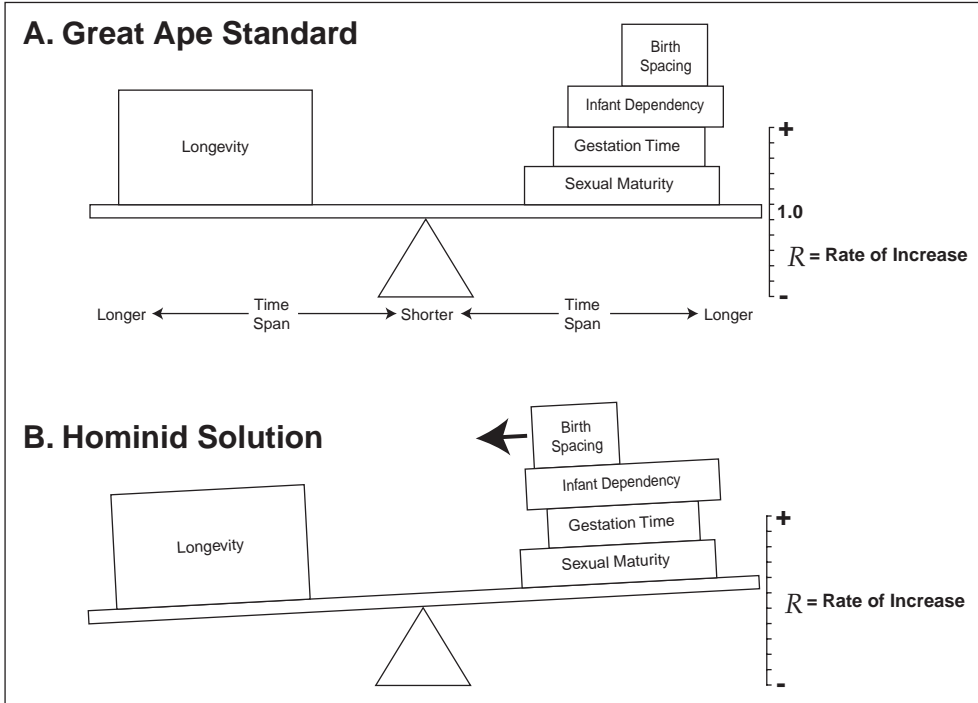 A. Great Ape Standard
Birth
Spacing
Infant Dependency
Longevity
Gestation Time
Sexual Maturity
+
1.0
R = Rate of Increase
-
Longer
Time
Span
Shorter
Time
Span
Longer
B. Hominid Solution
Birth
Spacing
Infant Dependency
Longevity
Gestation Time
Sexual Maturity
+
R = Rate of Increase
-